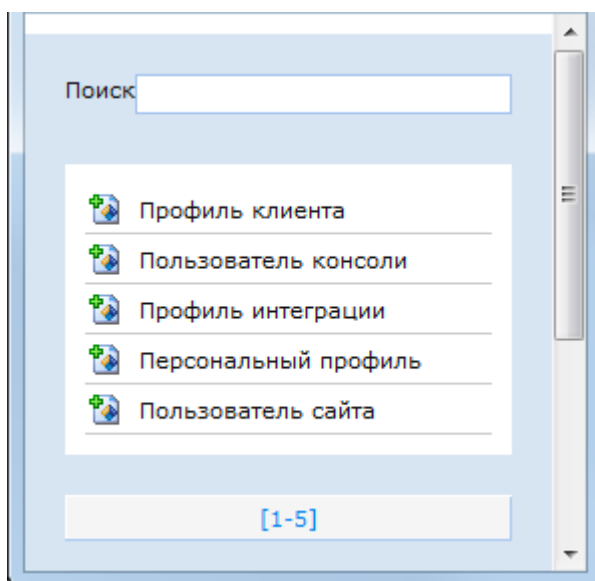 Поиск
Профиль клиента
Пользователь консоли
Профиль интеграции
Персональный профиль
Пользователь сайта
[1-5]